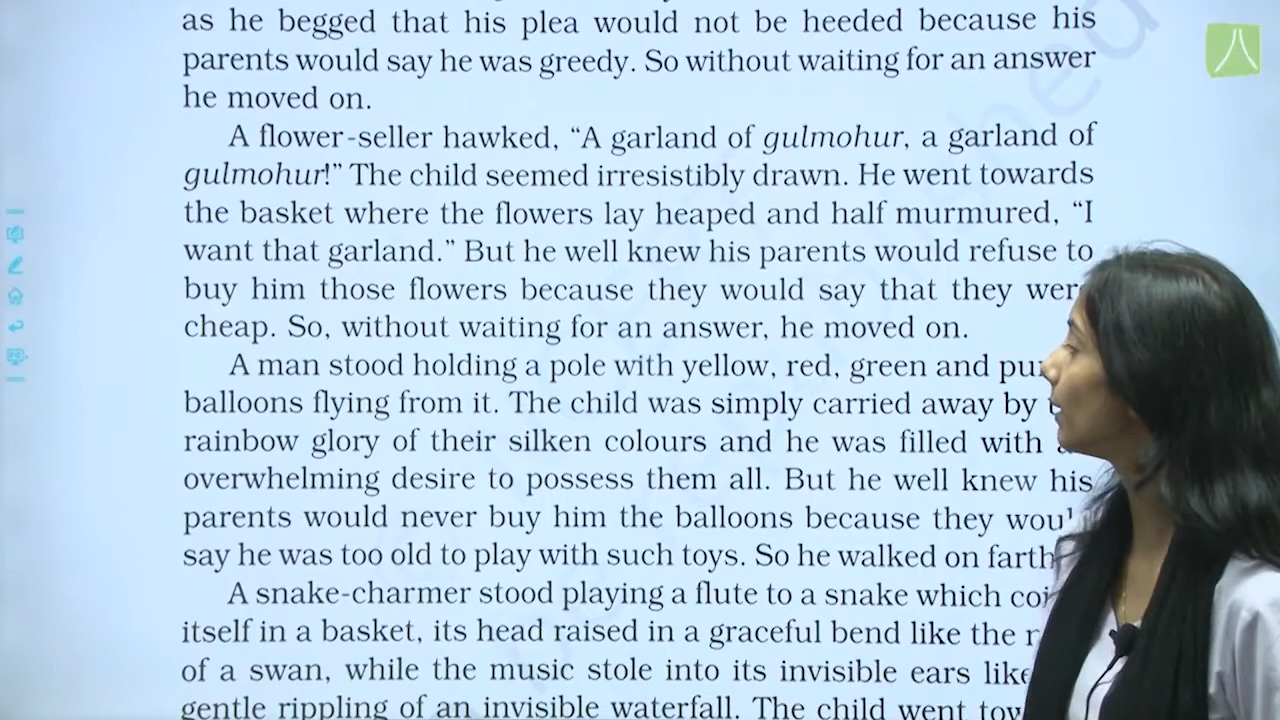 as he begged that his plea would not be heeded because his
parents would say he was greedy. So without waiting for an answer
he moved on.
A flower-seller hawked, “A garland of gulmohur, a garland of
gulmohur!” The child seemed irresistibly drawn. He went towards
the basket where the flowers lay heaped and half murmured, “I
want that garland.” But he well knew his parents would refuse to
buy him those flowers because they would say that they were
cheap. So, without waiting for an answer, he moved on.
A man stood holding a pole with yellow, red, green and
balloons flying from it. The child was simply carried away by
rainbow glory of their silken colours and he was filled with
overwhelming desire to possess them all. But he well knew his
parents would never buy him the balloons because they would
say he was too old to play with such toys. So he walked on
A snake-charmer stood playing a flute to a snake which
itself in a basket, its head raised in a graceful bend like the
of a swan, while the music stole into its invisible ears like
gentle rippling of an invisible waterfall. The child went